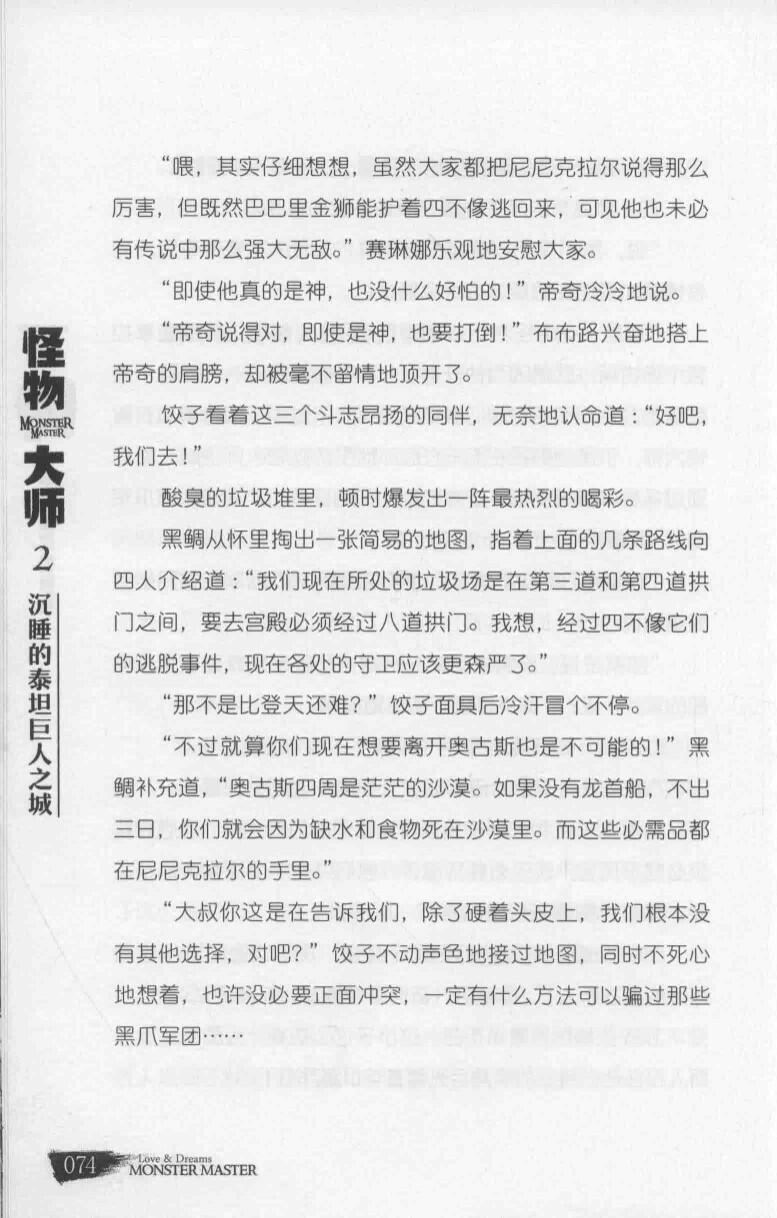 “喂，其实仔细想想，虽然大家都把尼尼克拉尔说得那么
厉害，但既然巴巴里金狮能护着四不像逃回来，可见他也未必
有传说中那么强大无敌。”赛琳娜乐观地安慰大家。
“即使他真的是神，也没什么好怕的！”帝奇冷冷地说。
“帝奇说得对，即使是神，也要打倒！”布布路兴奋地搭上
帝奇的肩膀，却被毫不留情地顶开了。
饺子看着这三个斗志昂扬的同伴，无奈地认命道：“好吧，
我们去！”
酸臭的垃圾堆里，顿时爆发出一阵最热烈的喝彩。
黑鲷从怀里掏出一张简易的地图，指着上面的几条路线向
四人介绍道：“我们现在所处的垃圾场是在第三道和第四道拱
门之间，要去宫殿必须经过八道拱门。我想，经过四不像它们
的逃脱事件，现在各处的守卫应该更森严了。”
“那不是比登天还难？”饺子面具后冷汗冒个不停。
“不过就算你们现在想要离开奥古斯也是不可能的！”黑
鲷补充道，“奥古斯四周是茫茫的沙漠。如果没有龙首船，不出
三日，你们就会因为缺水和食物死在沙漠里。而这些必需品都
在尼尼克拉尔的手里。”
“大叔你这是在告诉我们，除了硬着头皮上，我们根本没
有其他选择，对吧？”饺子不动声色地接过地图，同时不死心
地想着，也许没必要正面冲突，一定有什么方法可以骗过那些
黑爪军团……
怪物
MONSTER
MASTER
大师
2
沉睡的泰坦巨人之城
074
Love & Dreams
MONSTER MASTER